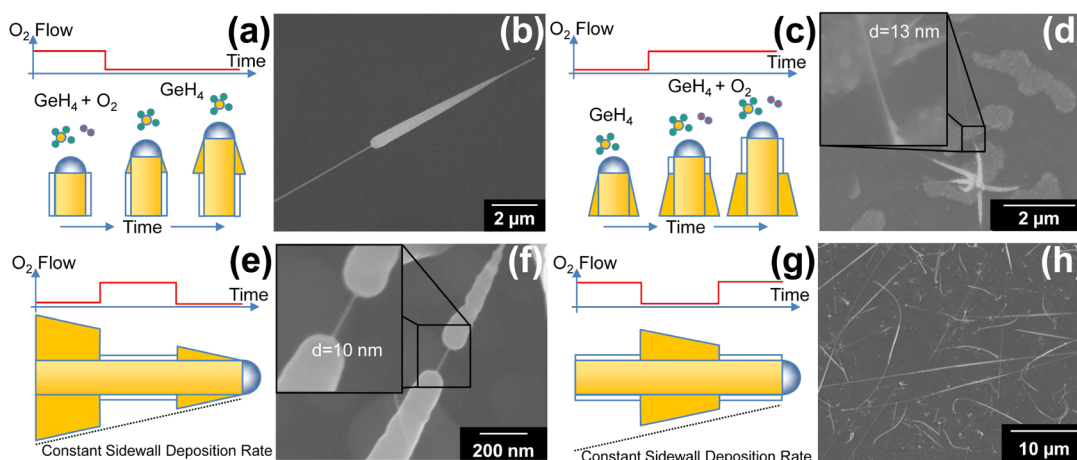 (a)
O2 Flow
Time
GeH4 + O2
GeH4
Time
(b)
2 µm
(c)
O2 Flow
Time
GeH4 + O2
GeH4
Time
(d)
d=13 nm
2 µm
(e)
O2 Flow
Time
Constant Sidewall Deposition Rate
(f)
d=10 nm
200 nm
(g)
O2 Flow
Time
Constant Sidewall Deposition Rate
(h)
10 µm